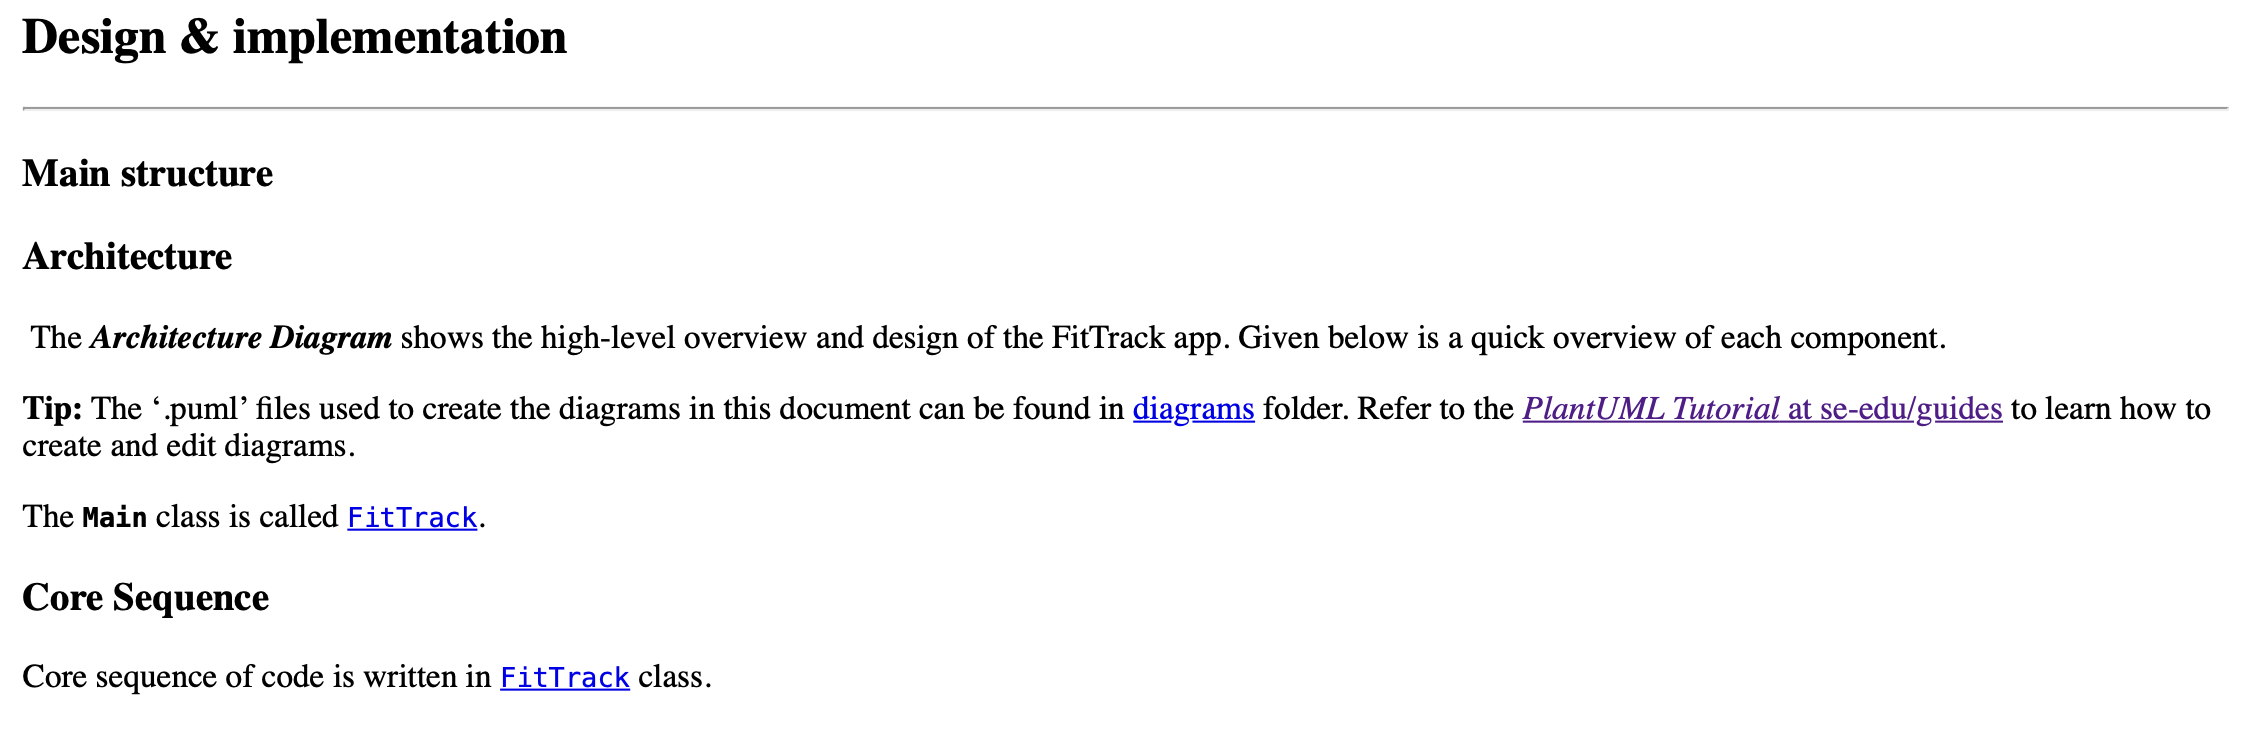 Design & implementation
Main structure
Architecture
The Architecture Diagram shows the high-level overview and design of the FitTrack app. Given below is a quick overview of each component.
Tip: The ‘.puml’ files used to create the diagrams in this document can be found in diagrams folder. Refer to the PlantUML Tutorial at se-edu/guides to learn how to
create and edit diagrams.
The Main class is called FitTrack.
Core Sequence
Core sequence of code is written in FitTrack class.